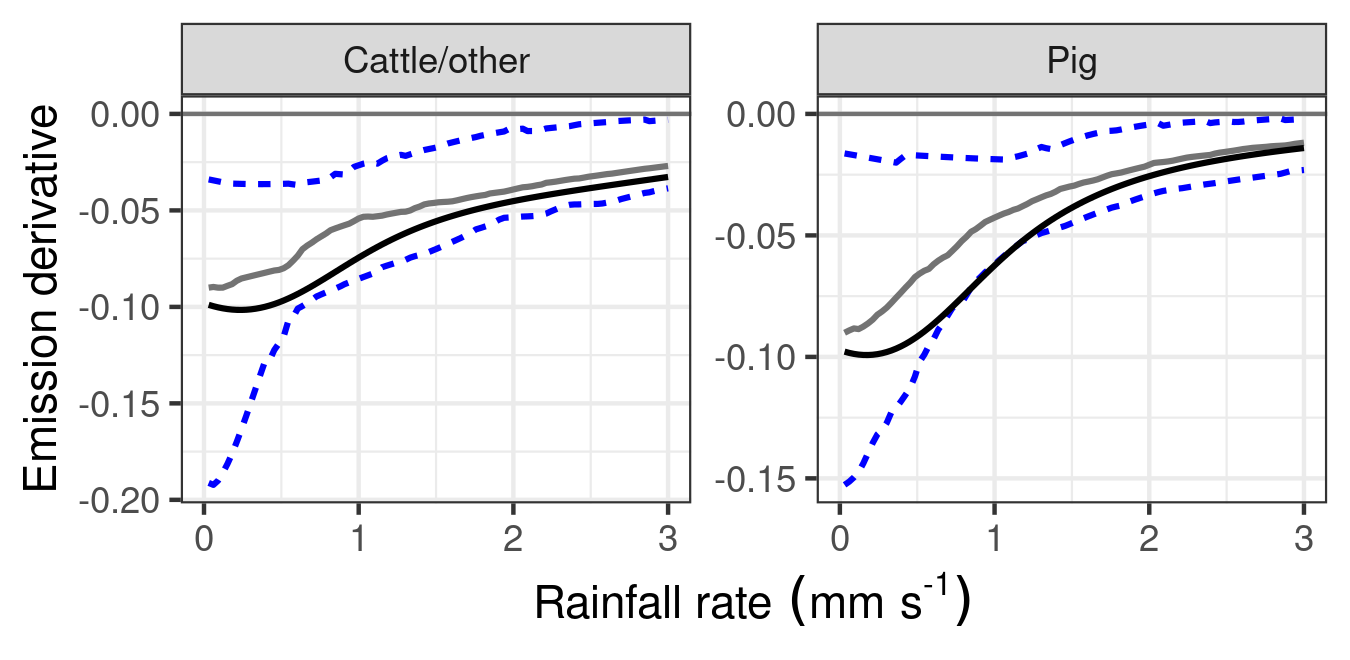 Cattle/other
Pig
Emission derivative
0.00
-0.05
-0.10
-0.15
-0.20
0.00
-0.05
-0.10
-0.15
0 1 2 3
0 1 2 3
Rainfall rate (mm s⁻¹)